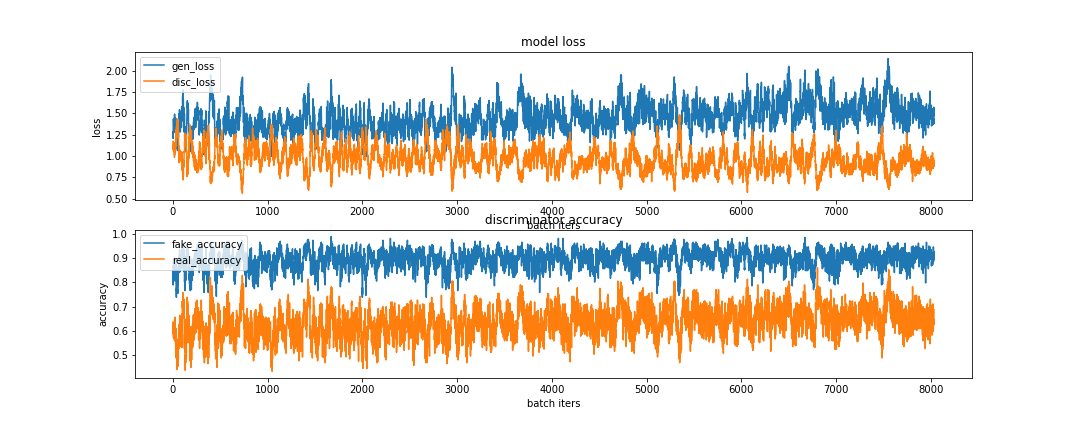 model loss
gen_loss
disc_loss
loss
2.00
1.75
1.50
1.25
1.00
0.75
0.50
0 1000 2000 3000 4000 5000 6000 7000 8000
batch iters
discriminator accuracy
fake_accuracy
real_accuracy
accuracy
1.0
0.9
0.8
0.7
0.6
0.5
0 1000 2000 3000 4000 5000 6000 7000 8000
batch iters